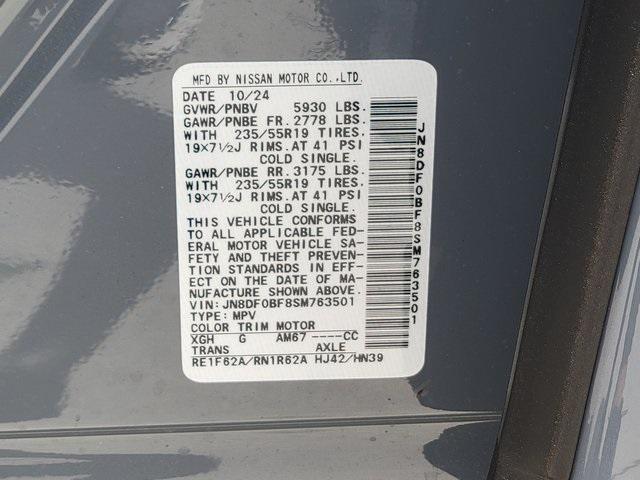 MFD BY NISSAN MOTOR CO.,LTD.
DATE 10/24
GVWR/PNBV 5930 LBS.
GAWR/PNBE FR. 2778 LBS.
WITH 235/55R19 TIRES.
19×7½J RIMS.AT 41 PSI
COLD SINGLE.
GAWR/PNBE RR. 3175 LBS.
WITH 235/55R19 TIRES.
19×7½J RIMS.AT 41 PSI
COLD SINGLE.
THIS VEHICLE CONFORMS
TO ALL APPLICABLE FED-
ERAL MOTOR VEHICLE SA-
FETY AND THEFT PREVEN-
TION STANDARDS IN EFF-
ECT ON THE DATE OF MA-
NUFACTURE SHOWN ABOVE.
VIN:JN8DF0BF8SM763501
TYPE: MPV
COLOR TRIM MOTOR
XGH G AM67 ----CC
TRANS AXLE
RE1F62A/RN1R62A HJ42/HN39
JN8DF0BF8SM763501